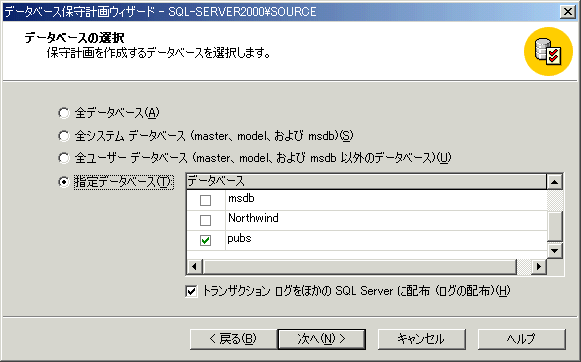 データベース保守計画ウィザード - SQL-SERVER2000¥SOURCE
データベースの選択
保守計画を作成するデータベースを選択します。
全データベース(A)
全システム データベース (master、model、および msdb)(S)
全ユーザー データベース (master、model、および msdb 以外のデータベース)(U)
指定データベース(T)
データベース
msdb
Northwind
pubs
トランザクション ログをほかの SQL Server に配布 (ログの配布)(H)
< 戻る(B) 次へ(N) > キャンセル ヘルプ